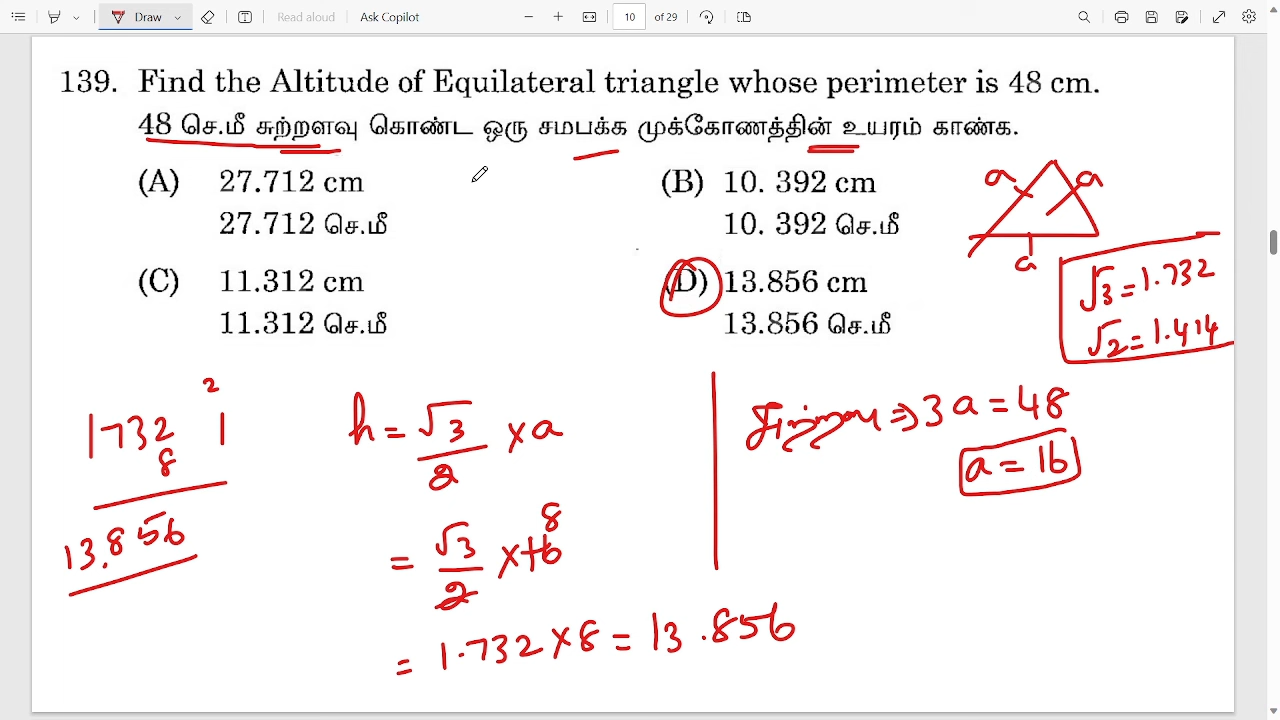 Draw
Read aloud
Ask Copilot
10 of 29
139. Find the Altitude of Equilateral triangle whose perimeter is 48 cm.
48 செ.மீ சுற்றளவு கொண்ட ஒரு சமபக்க முக்கோணத்தின் உயரம் காண்க.
(A) 27.712 cm
27.712 செ.மீ
(B) 10. 392 cm
10. 392 செ.மீ
(C) 11.312 cm
11.312 செ.மீ
(D) 13.856 cm
13.856 செ.மீ
a a
a
√3 = 1.732
√2 = 1.414
2
1732 1
8
13.856
h = √3/2 × a
= √3/2 × 16 8
= 1.732 × 8 = 13.856
சுற்றளவு ⇒ 3a = 48
a = 16